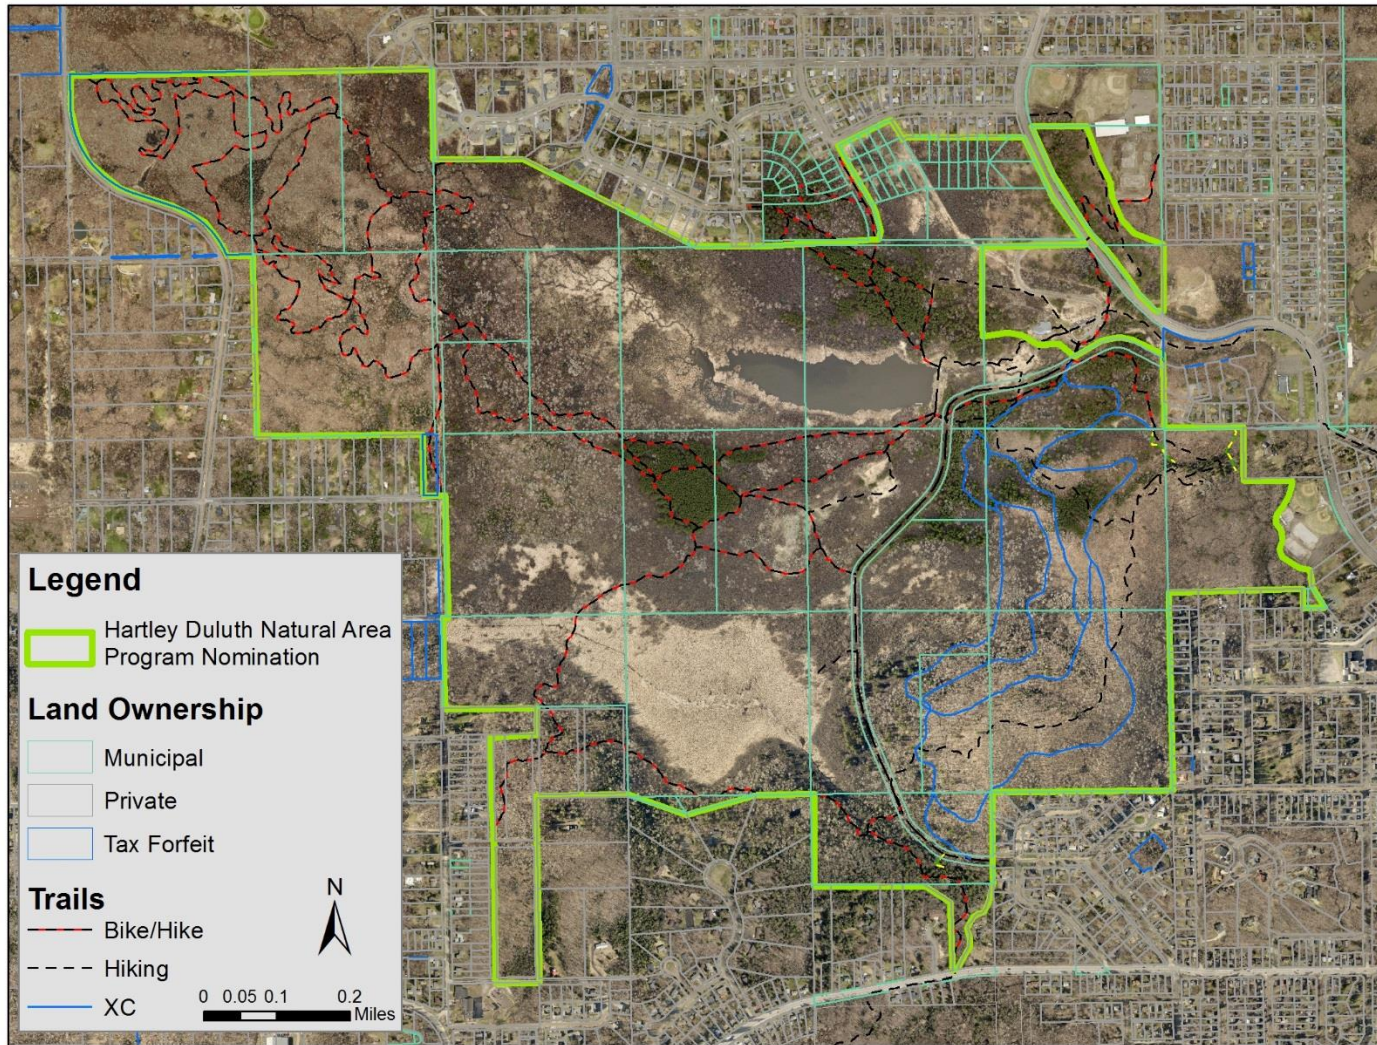 Legend
Hartley Duluth Natural Area
Program Nomination
Land Ownership
Municipal
Private
Tax Forfeit
Trails
Bike/Hike
Hiking
XC
N
0 0.05 0.1 0.2
Miles